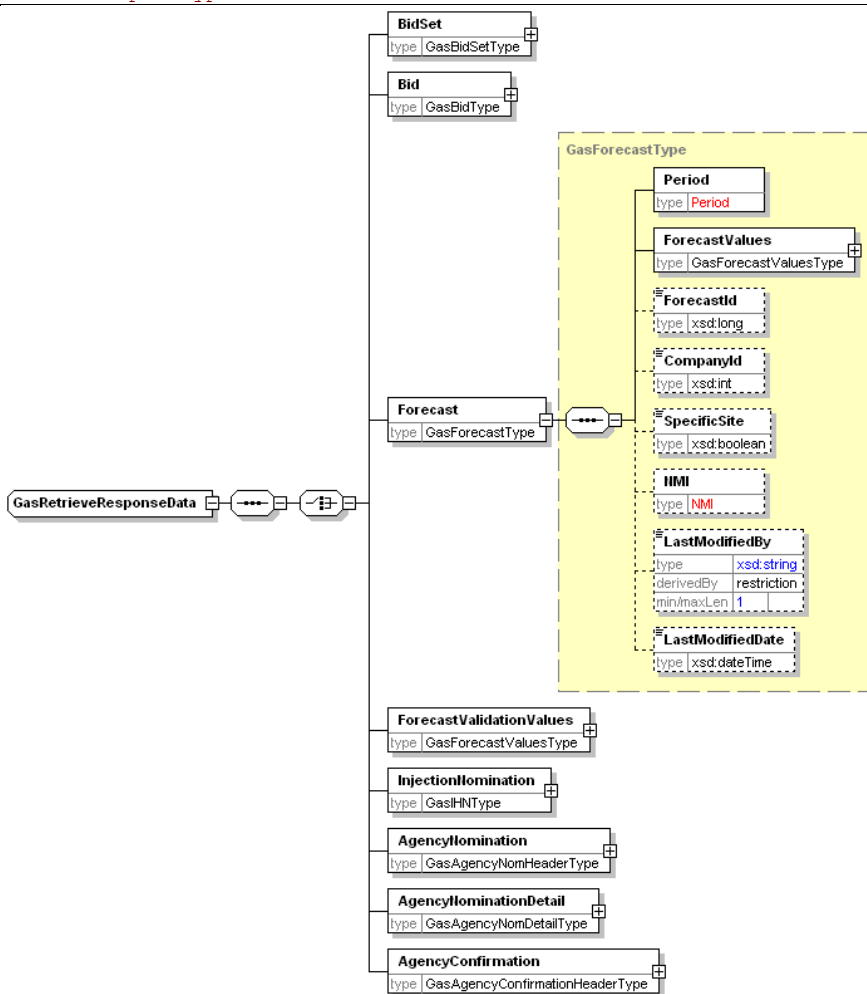 BidSet
type GasBidSetType
Bid
type GasBidType
GasForecastType
Period
type Period
ForecastValues
type GasForecastValuesType
ForecastId
type xsd:long
CompanyId
type xsd:int
Forecast
type GasForecastType
SpecificSite
type xsd:boolean
NMI
type NMI
GasRetrieveResponseData
LastModifiedBy
type xsd:string
derivedBy restriction
min/maxLen 1
LastModifiedDate
type xsd:dateTime
ForecastValidationValues
type GasForecastValuesType
InjectionNomination
type GasIHNType
AgencyNomination
type GasAgencyNomHeaderType
AgencyNominationDetail
type GasAgencyNomDetailType
AgencyConfirmation
type GasAgencyConfirmationHeaderType